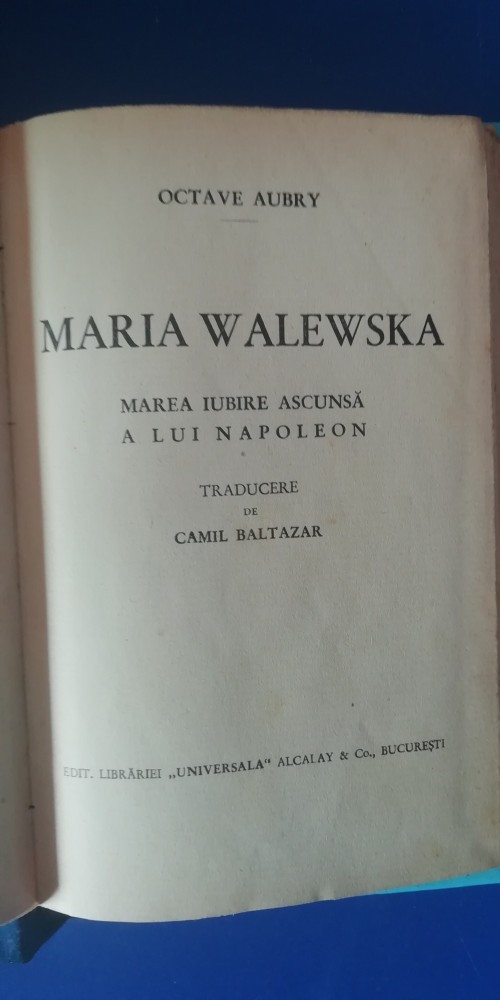 OCTAVE AUBRY
MARIA WALEWSKA
MAREA IUBIRE ASCUNSĂ
A LUI NAPOLEON
TRADUCERE
DE
CAMIL BALTAZAR
EDIT. LIBRĂRIEI „UNIVERSALA“ ALCALAY & Co., BUCUREȘTI